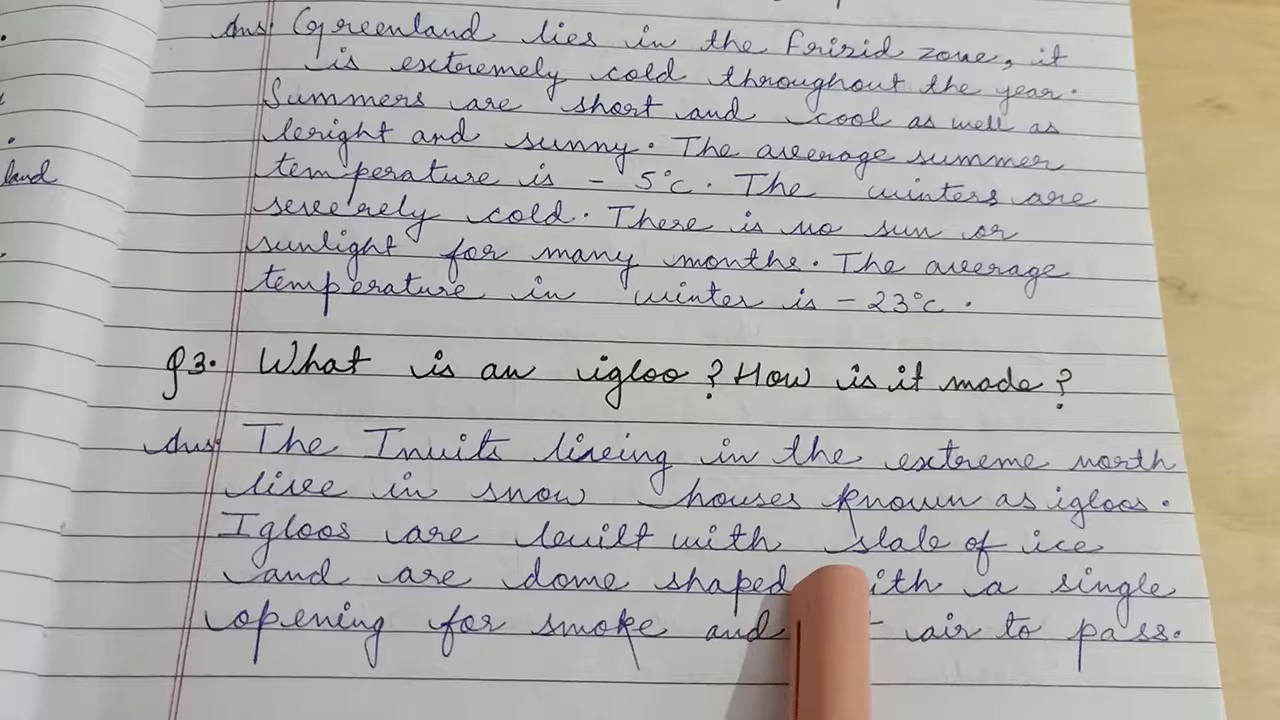 Ans: Greenland lies in the Frizid zone, it
is extremely cold throughout the year.
Summers are short and cool as well as
bright and sunny. The average summer
temperature is - 5°c. The winters are
severely cold. There is no sun or
sunlight for many months. The average
temperature in winter is - 23°c.
land
Q3. What is an igloo? How is it made?
Ans: The Inuits living in the extreme north
live in snow houses known as igloos.
Igloos are built with slab of ice
and are dome shaped ith a single
opening for smoke and air to pass.